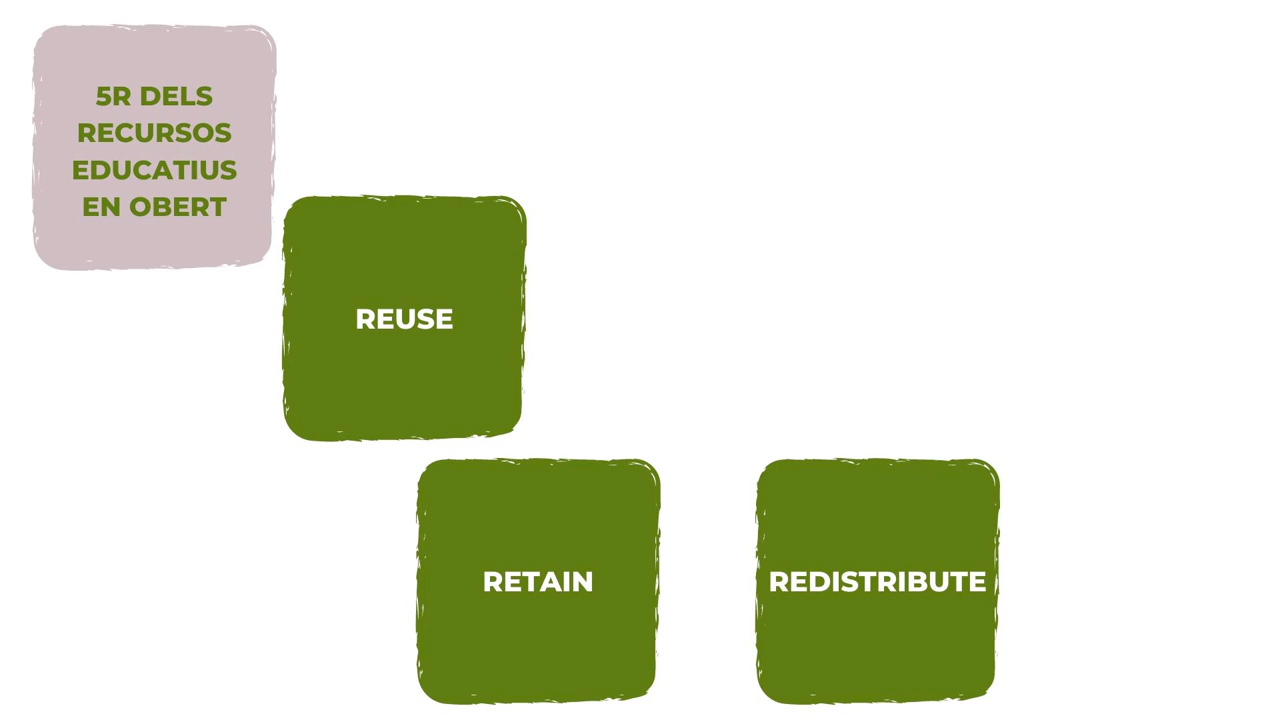 5R DELS
RECURSOS
EDUCATIUS
EN OBERT
REUSE
RETAIN
REDISTRIBUTE